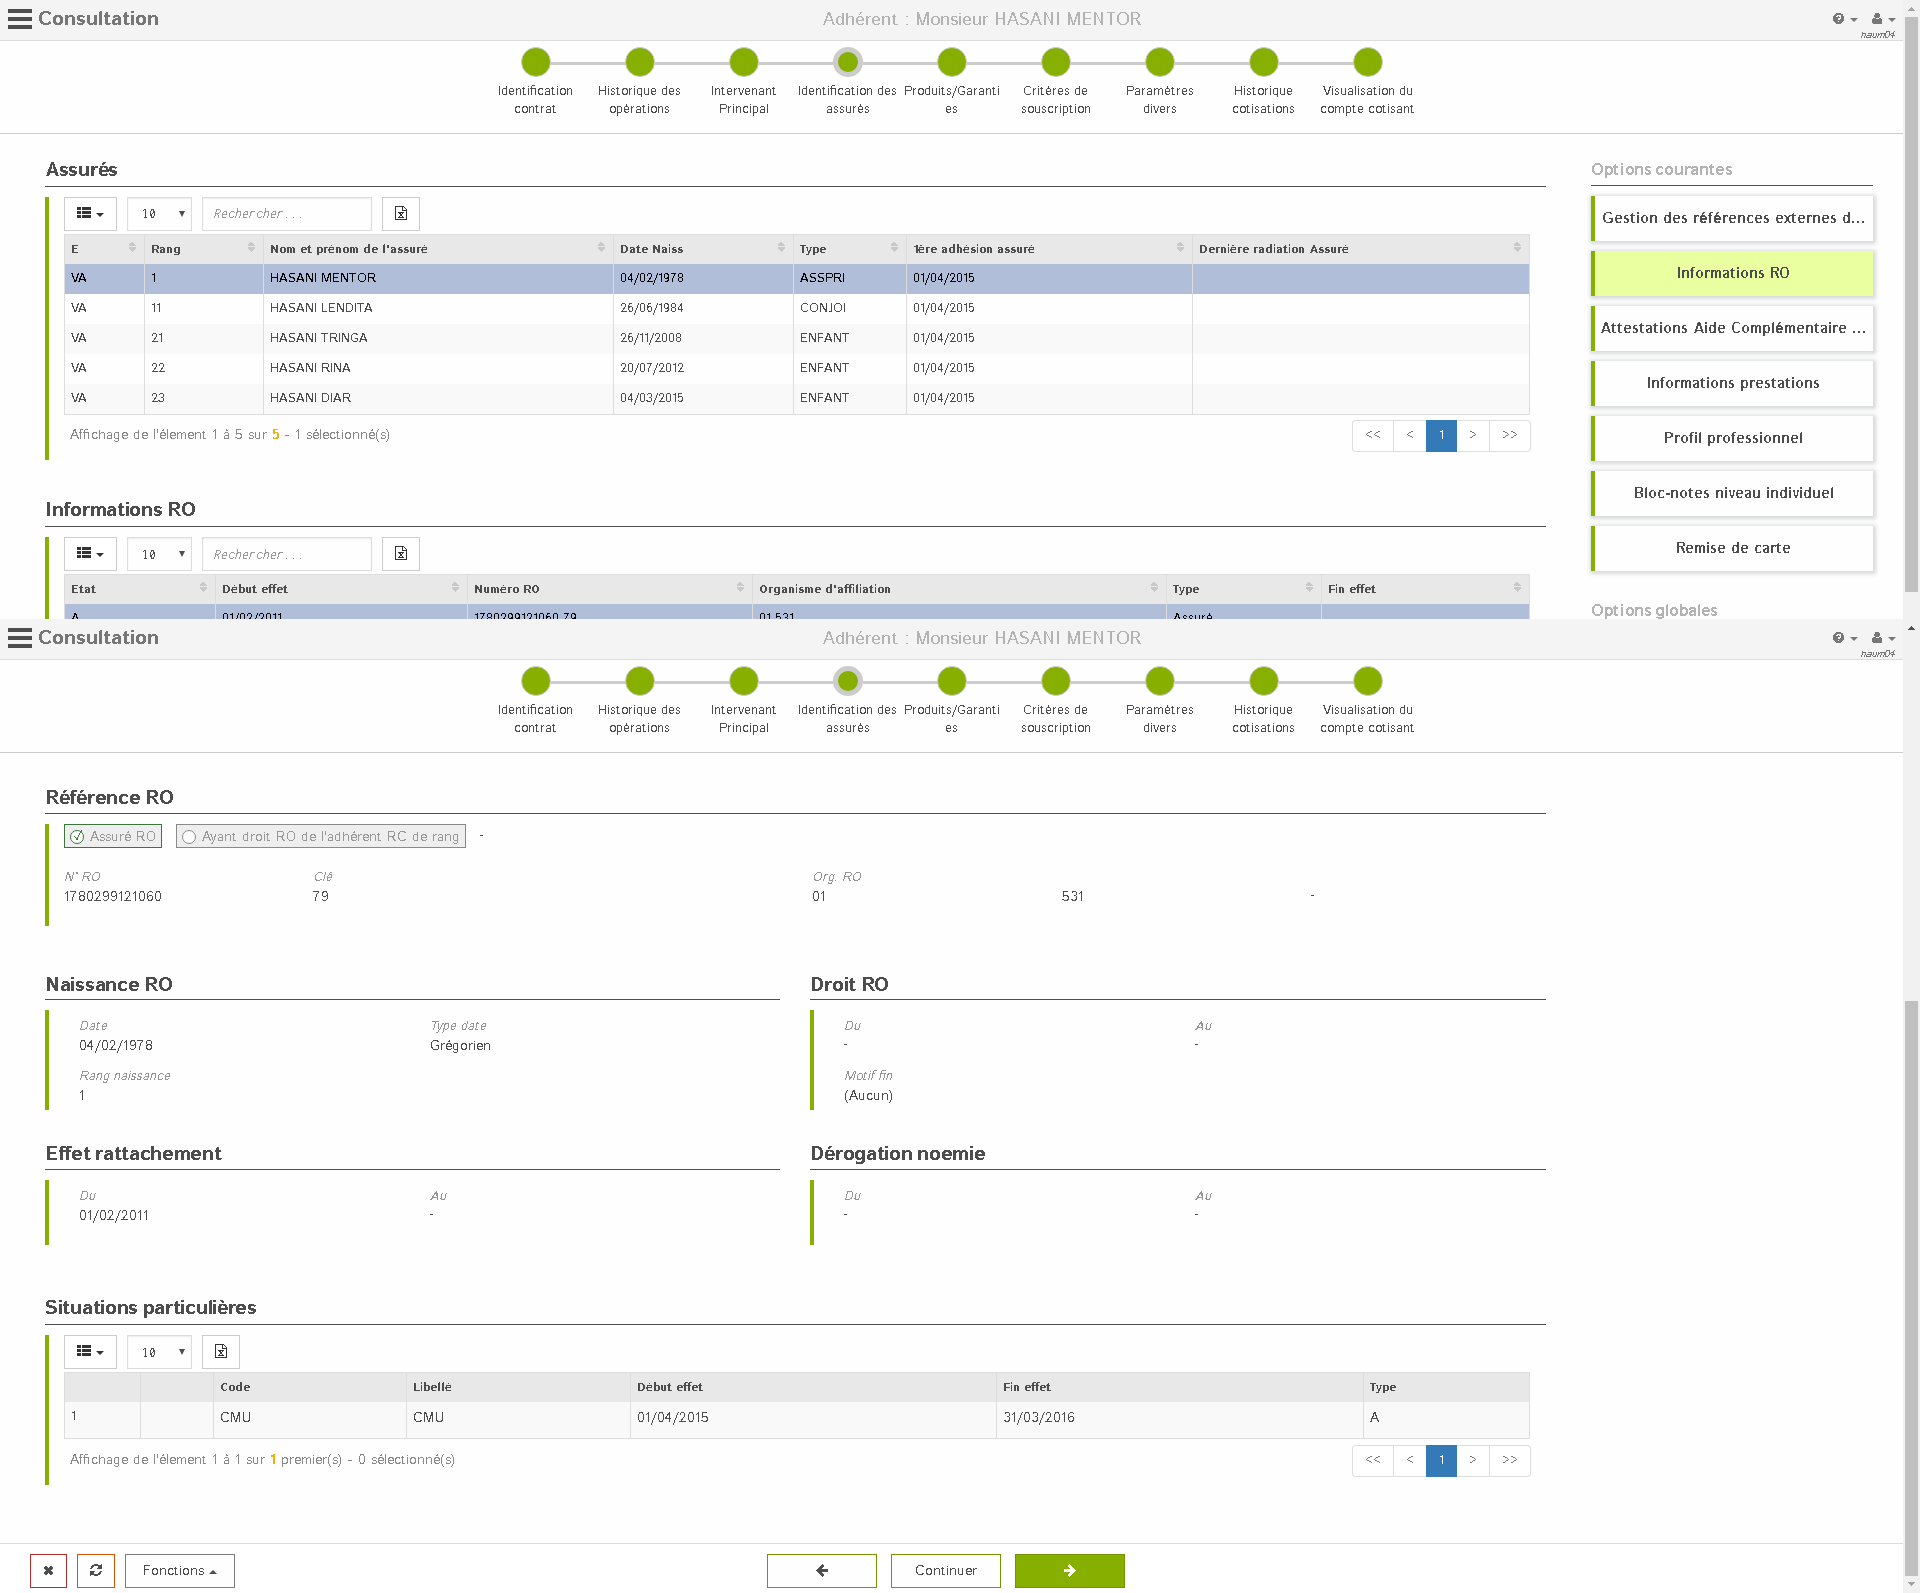 Consultation
Adhérent : Monsieur HASANI MENTOR
haum04
Identification contrat
Historique des opérations
Intervenant Principal
Identification des assurés
Produits/Garanties
Critères de souscription
Paramètres divers
Historique cotisations
Visualisation du compte cotisant
Assurés
10
Rechercher...
E Rang Nom et prénom de l'assuré Date Naiss Type 1ère adhésion assuré Dernière radiation Assuré
VA 1 HASANI MENTOR 04/02/1978 ASSPRI 01/04/2015
VA 11 HASANI LENDITA 26/06/1984 CONJOI 01/04/2015
VA 21 HASANI TRINGA 26/11/2008 ENFANT 01/04/2015
VA 22 HASANI RINA 20/07/2012 ENFANT 01/04/2015
VA 23 HASANI DIAR 04/03/2015 ENFANT 01/04/2015
Affichage de l'élement 1 à 5 sur 5 - 1 sélectionné(s)
<< < 1 > >>
Options courantes
Gestion des références externes d...
Informations RO
Attestations Aide Complémentaire ...
Informations prestations
Profil professionnel
Bloc-notes niveau individuel
Remise de carte
Options globales
Informations RO
10
Rechercher...
Etat Début effet Numéro RO Organisme d'affiliation Type Fin effet
A 01/02/2011 1780299121060 79 01 531 Assuré
Consultation
Adhérent : Monsieur HASANI MENTOR
haum04
Identification contrat
Historique des opérations
Intervenant Principal
Identification des assurés
Produits/Garanties
Critères de souscription
Paramètres divers
Historique cotisations
Visualisation du compte cotisant
Référence RO
Assuré RO
Ayant droit RO de l'adhérent RC de rang -
N° RO Clé Org. RO
1780299121060 79 01 531 -
Naissance RO
Date Type date
04/02/1978 Grégorien
Rang naissance
1
Droit RO
Du Au
- -
Motif fin
(Aucun)
Effet rattachement
Du Au
01/02/2011 -
Dérogation noemie
Du Au
- -
Situations particulières
10
Code Libellé Début effet Fin effet Type
1 CMU CMU 01/04/2015 31/03/2016 A
Affichage de l'élement 1 à 1 sur 1 premier(s) - 0 sélectionné(s)
<< < 1 > >>
Fonctions
Continuer